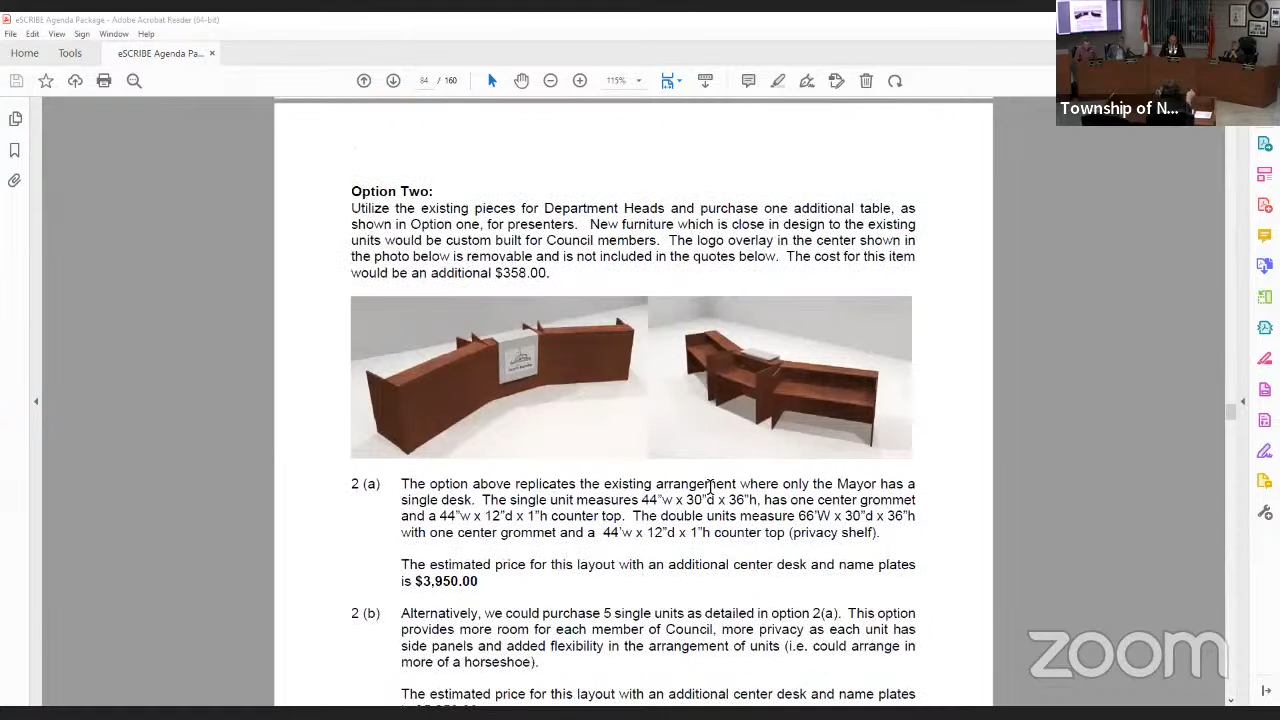 eSCRIBE Agenda Package - Adobe Acrobat Reader (64-bit)
File Edit View Sign Window Help
Home Tools eSCRIBE Agenda Pa... ×
84 / 160 115%
Township of N...
Option Two:
Utilize the existing pieces for Department Heads and purchase one additional table, as
shown in Option one, for presenters. New furniture which is close in design to the existing
units would be custom built for Council members. The logo overlay in the center shown in
the photo below is removable and is not included in the quotes below. The cost for this item
would be an additional $358.00.
2 (a) The option above replicates the existing arrangement where only the Mayor has a
single desk. The single unit measures 44"w x 30"d x 36"h, has one center grommet
and a 44"w x 12"d x 1"h counter top. The double units measure 66'W x 30"d x 36"h
with one center grommet and a 44'w x 12"d x 1"h counter top (privacy shelf).
The estimated price for this layout with an additional center desk and name plates
is $3,950.00
2 (b) Alternatively, we could purchase 5 single units as detailed in option 2(a). This option
provides more room for each member of Council, more privacy as each unit has
side panels and added flexibility in the arrangement of units (i.e. could arrange in
more of a horseshoe).
The estimated price for this layout with an additional center desk and name plates
zoom